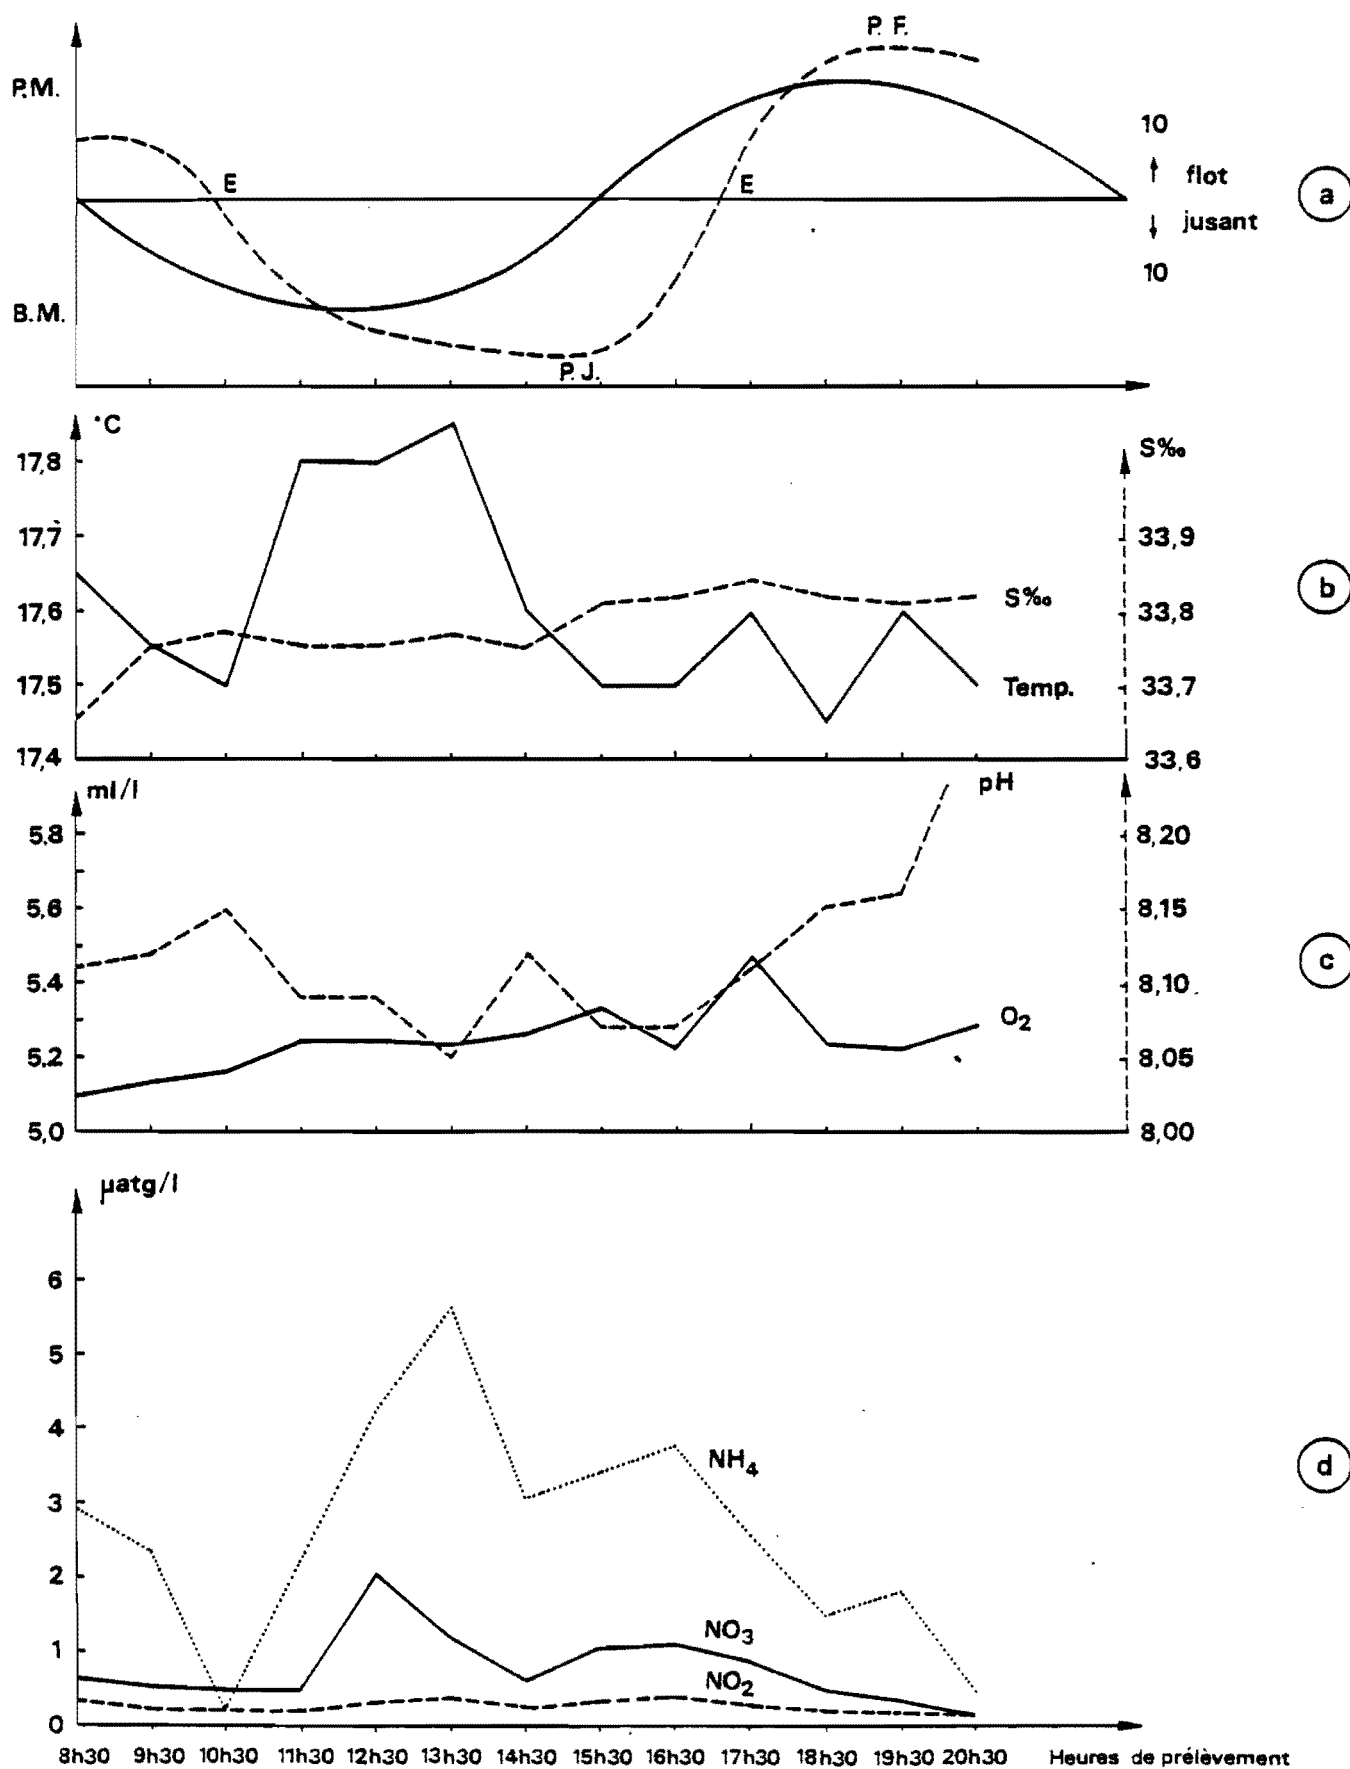 P. F.
P.M.
10
E
E
flot
a
jusant
10
B.M.
P.J.
°C
S‰
17,8
17,7
33,9
b
17,6
S‰
33,8
17,5
Temp.
33,7
17,4
33,6
ml/l
pH
5,8
8,20
5,6
8,15
c
5,4
8,10
O₂
5,2
8,05
5,0
8,00
µatg/l
6
5
4
NH₄
d
3
2
NO₃
1
NO₂
0
8h30 9h30 10h30 11h30 12h30 13h30 14h30 15h30 16h30 17h30 18h30 19h30 20h30 Heures de prélèvement